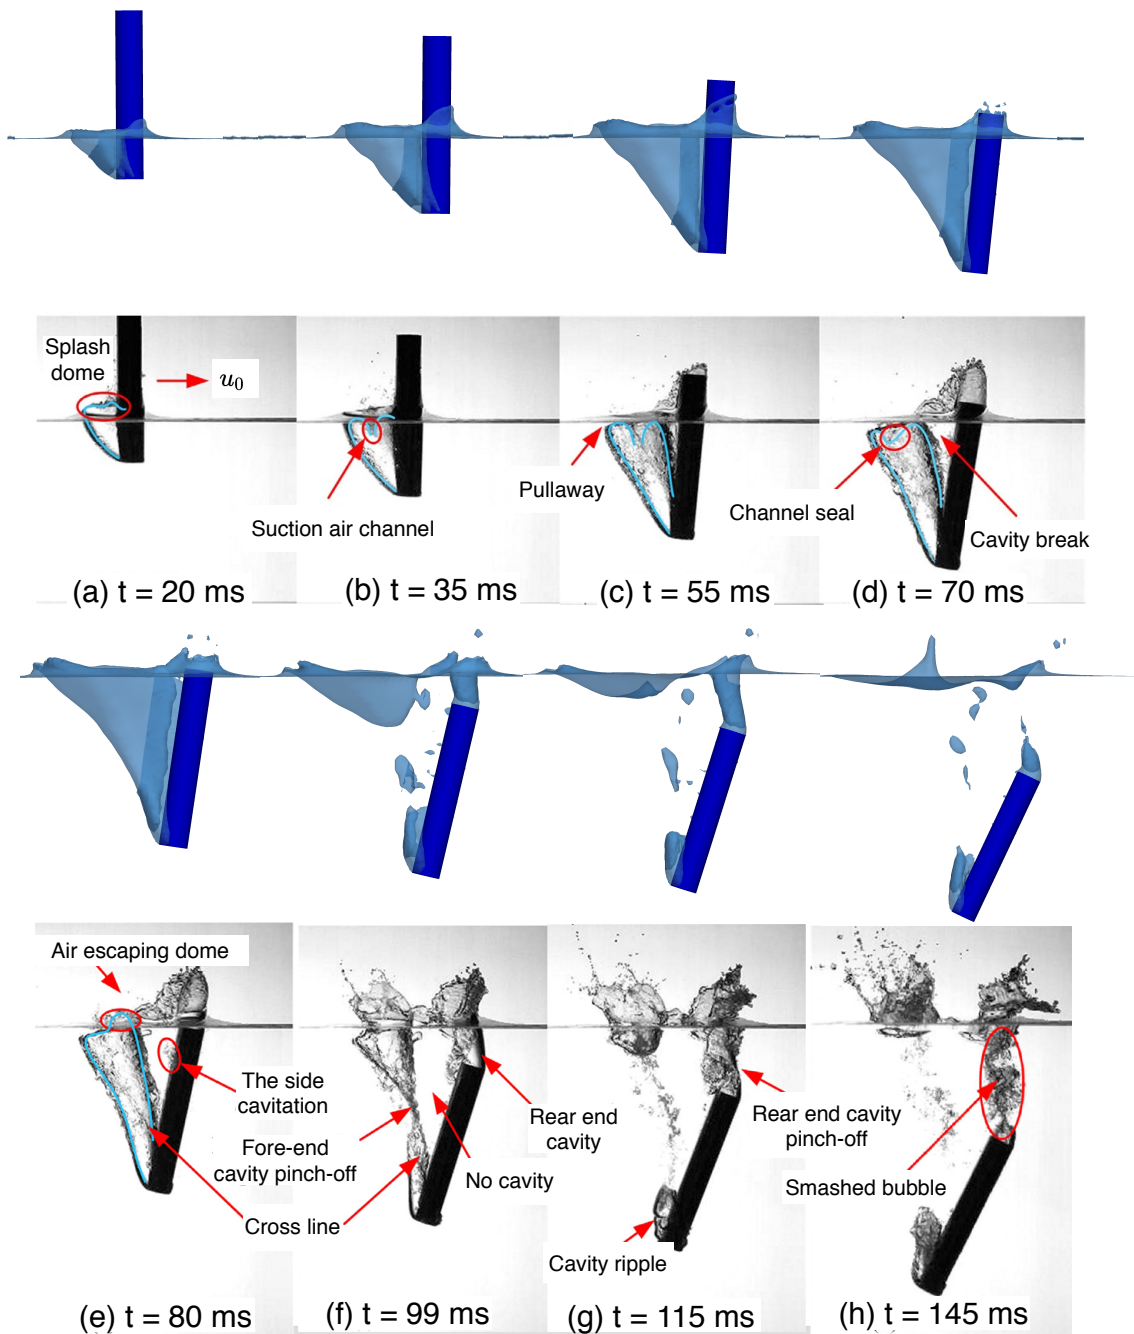 Splash
dome
u₀
Suction air channel
Pullaway
Channel seal
Cavity break
(a) t = 20 ms
(b) t = 35 ms
(c) t = 55 ms
(d) t = 70 ms
Air escaping dome
The side
cavitation
Fore-end
cavity pinch-off
Cross line
Rear end
cavity
No cavity
Rear end cavity
pinch-off
Smashed bubble
Cavity ripple
(e) t = 80 ms
(f) t = 99 ms
(g) t = 115 ms
(h) t = 145 ms